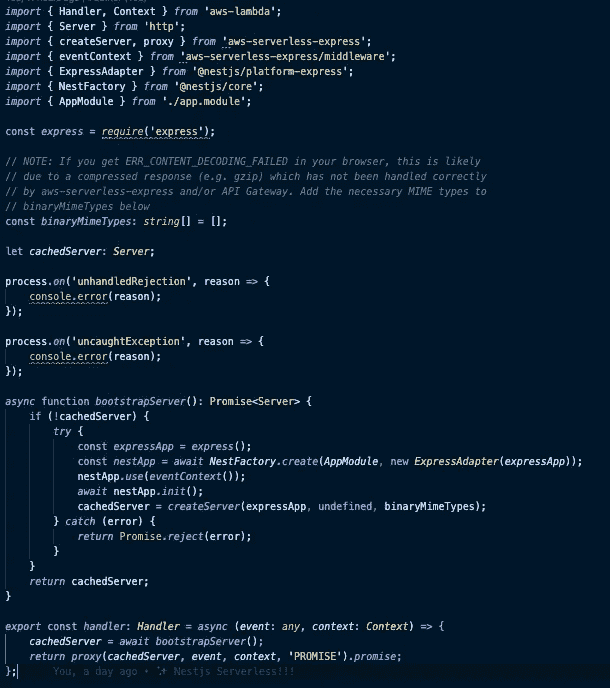 import { Handler, Context } from 'aws-lambda';
import { Server } from 'http';
import { createServer, proxy } from 'aws-serverless-express';
import { eventContext } from 'aws-serverless-express/middleware';
import { ExpressAdapter } from '@nestjs/platform-express';
import { NestFactory } from '@nestjs/core';
import { AppModule } from './app.module';

const express = require('express');

// NOTE: If you get ERR_CONTENT_DECODING_FAILED in your browser, this is likely
// due to a compressed response (e.g. gzip) which has not been handled correctly
// by aws-serverless-express and/or API Gateway. Add the necessary MIME types to
// binaryMimeTypes below
const binaryMimeTypes: string[] = [];

let cachedServer: Server;

process.on('unhandledRejection', reason => {
    console.error(reason);
});

process.on('uncaughtException', reason => {
    console.error(reason);
});

async function bootstrapServer(): Promise<Server> {
    if (!cachedServer) {
        try {
            const expressApp = express();
            const nestApp = await NestFactory.create(AppModule, new ExpressAdapter(expressApp));
            nestApp.use(eventContext());
            await nestApp.init();
            cachedServer = createServer(expressApp, undefined, binaryMimeTypes);
        } catch (error) {
            return Promise.reject(error);
        }
    }
    return cachedServer;
}

export const handler: Handler = async (event: any, context: Context) => {
    cachedServer = await bootstrapServer();
    return proxy(cachedServer, event, context, 'PROMISE').promise;
};    You, a day ago • ✨ Nestjs Serverless!!!